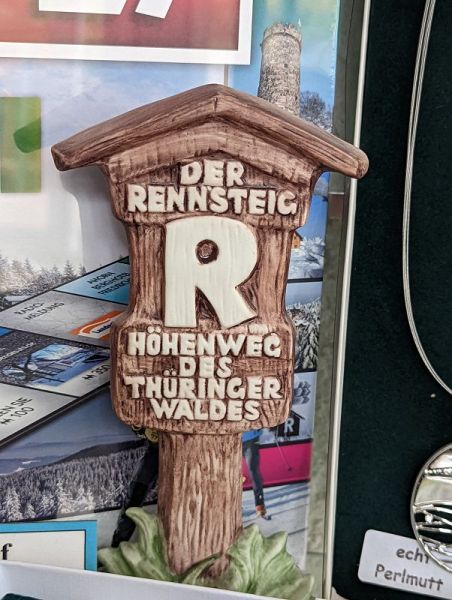 DER
RENNSTEIG
R
HÖHENWEG
DES
THÜRINGER
WALDES
echt
Perlmutt